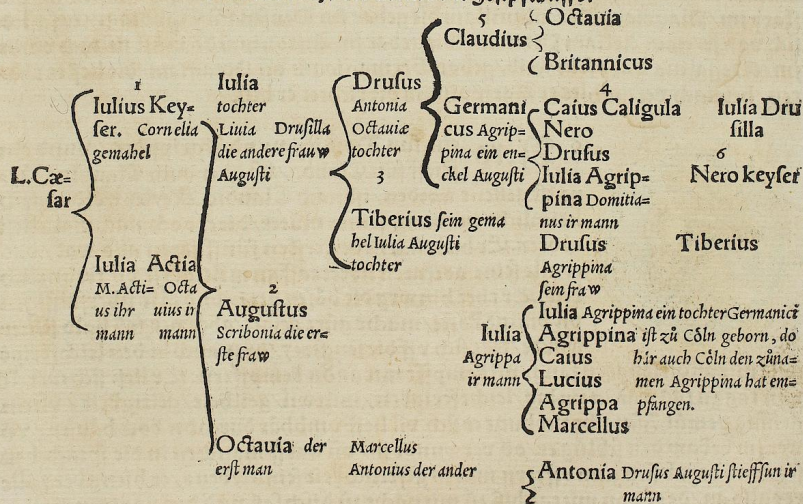 5 Octauia
Claudius
Britannicus
1
Iulius Key=
ser. Cornelia
gemahel
Iulia
tochter
Liuia Drusilla
die andere frauw
Augusti
Drusus
Antonia
Octauiæ
tochter
3
Germani
cus Agrip=
pina ein en=
ckel Augusti
4
Caius Caligula
Nero
Drusus
Iulia Agrip=
pina Domitia=
nus ir mann
Iulia Dru
silla
6
Nero keyser
L. Cæ=
sar
Tiberius sein gema
hel Iulia Augusti
tochter
Drusus
Agrippina
sein fraw
Tiberius
Iulia Actia
M. Acti= Octa
us ihr uius ir
mann mann
2
Augustus
Scribonia die er=
ste fraw
Iulia
Agrippa
ir mann
Iulia Agrippina ein tochter Germanici
Agrippina ist zů Cöln geborn, do
Caius hår auch Cöln den zůna=
Lucius men Agrippina hat em=
Agrippa pfangen.
Marcellus
Octauia der Marcellus
erst man Antonius der ander
Antonia Drusus Augusti stieffsun ir
mann